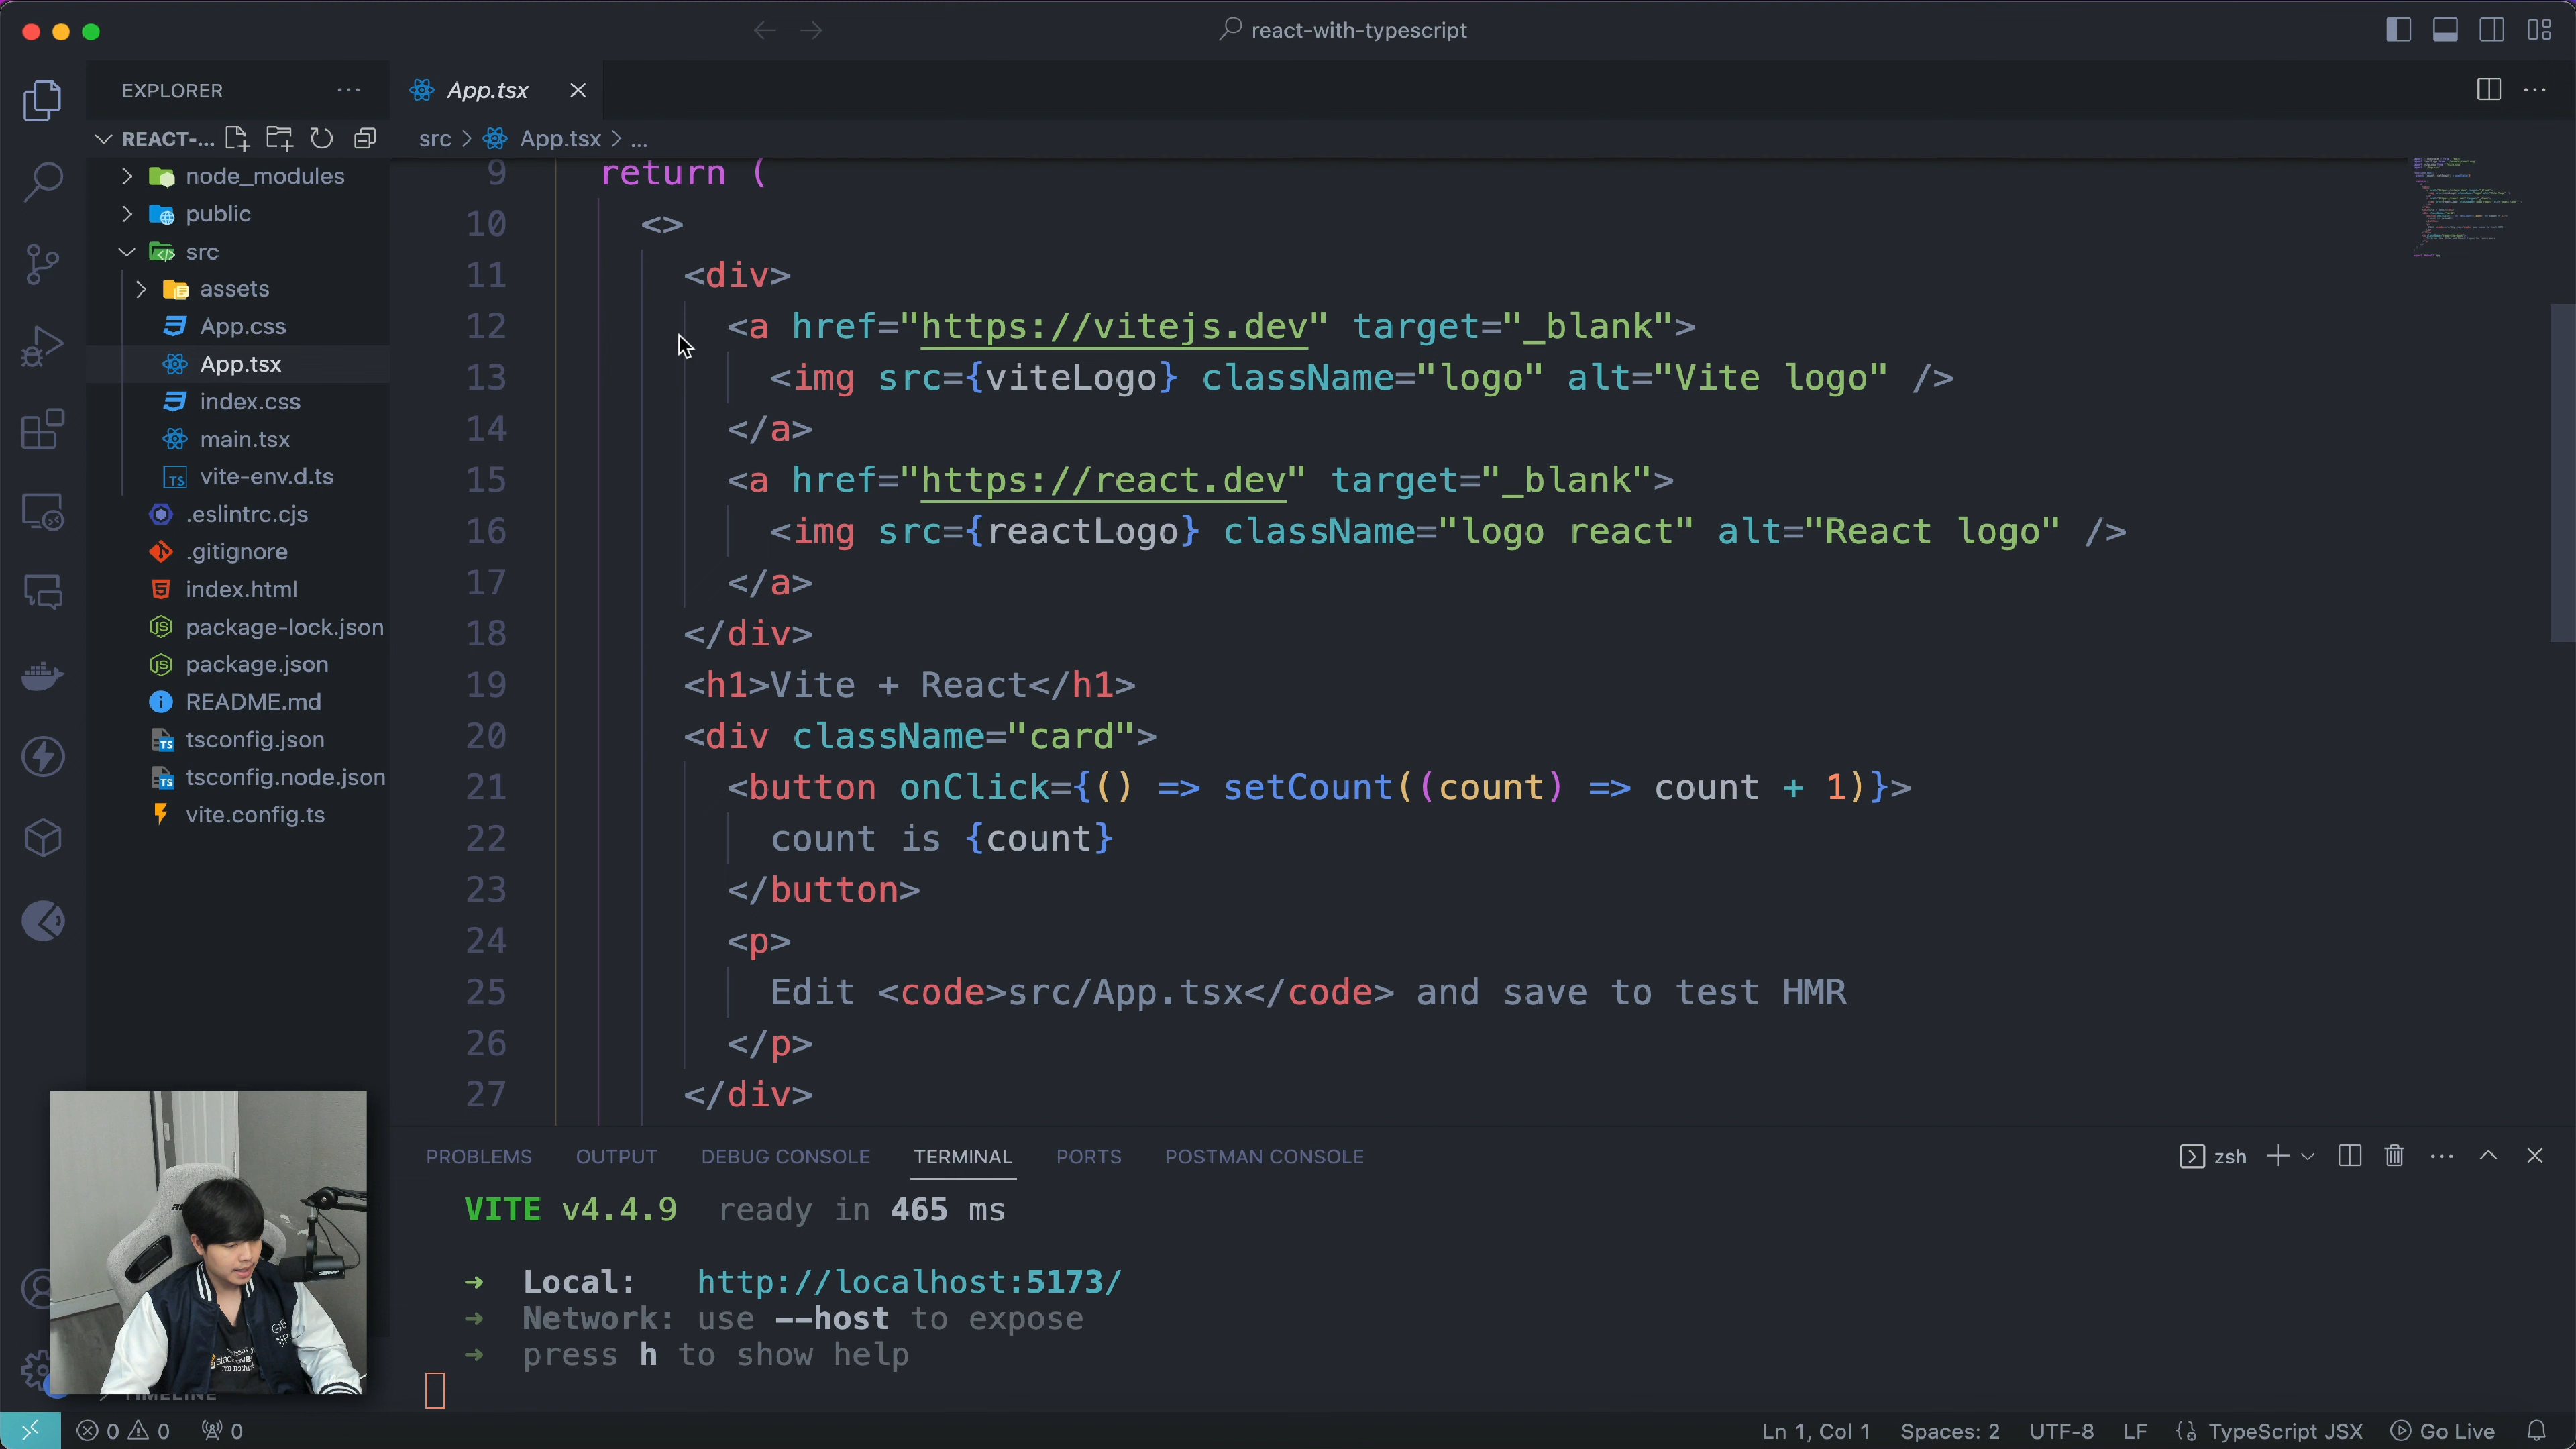 react-with-typescript
EXPLORER
App.tsx
REACT-...
src > App.tsx > ...
node_modules
public
src
assets
App.css
App.tsx
index.css
main.tsx
vite-env.d.ts
.eslintrc.cjs
.gitignore
index.html
package-lock.json
package.json
README.md
tsconfig.json
tsconfig.node.json
vite.config.ts
TIMELINE
9 return (
10 <>
11 <div>
12 <a href="https://vitejs.dev" target="_blank">
13 <img src={viteLogo} className="logo" alt="Vite logo" />
14 </a>
15 <a href="https://react.dev" target="_blank">
16 <img src={reactLogo} className="logo react" alt="React logo" />
17 </a>
18 </div>
19 <h1>Vite + React</h1>
20 <div className="card">
21 <button onClick={() => setCount((count) => count + 1)}>
22 count is {count}
23 </button>
24 <p>
25 Edit <code>src/App.tsx</code> and save to test HMR
26 </p>
27 </div>
PROBLEMS OUTPUT DEBUG CONSOLE TERMINAL PORTS POSTMAN CONSOLE zsh
VITE v4.4.9 ready in 465 ms
➜ Local: http://localhost:5173/
➜ Network: use --host to expose
➜ press h to show help
0 0 0 Ln 1, Col 1 Spaces: 2 UTF-8 LF TypeScript JSX Go Live